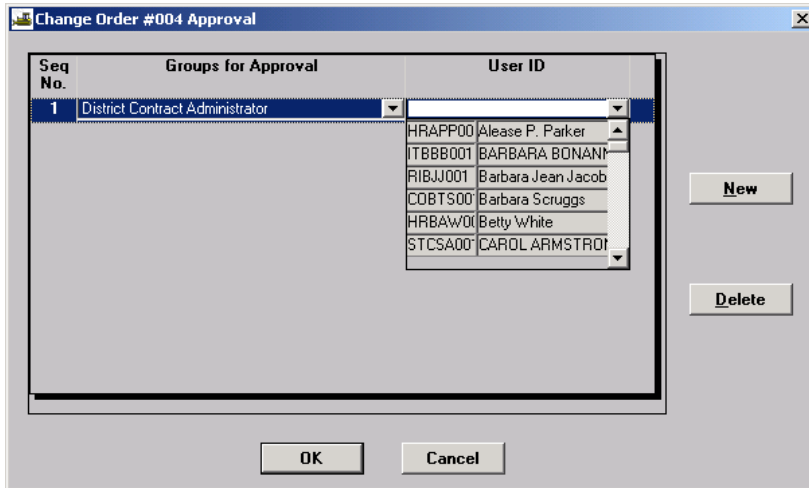 Change Order #004 Approval
Seq No. Groups for Approval User ID
1 District Contract Administrator
HRAPP00 Alease P. Parker
ITBBB001 BARBARA BONANN
RIBJJ001 Barbara Jean Jacob
COBTS00 Barbara Scruggs
HRBAW00 Betty White
STCSA00 CAROL ARMSTRON
New
Delete
OK Cancel